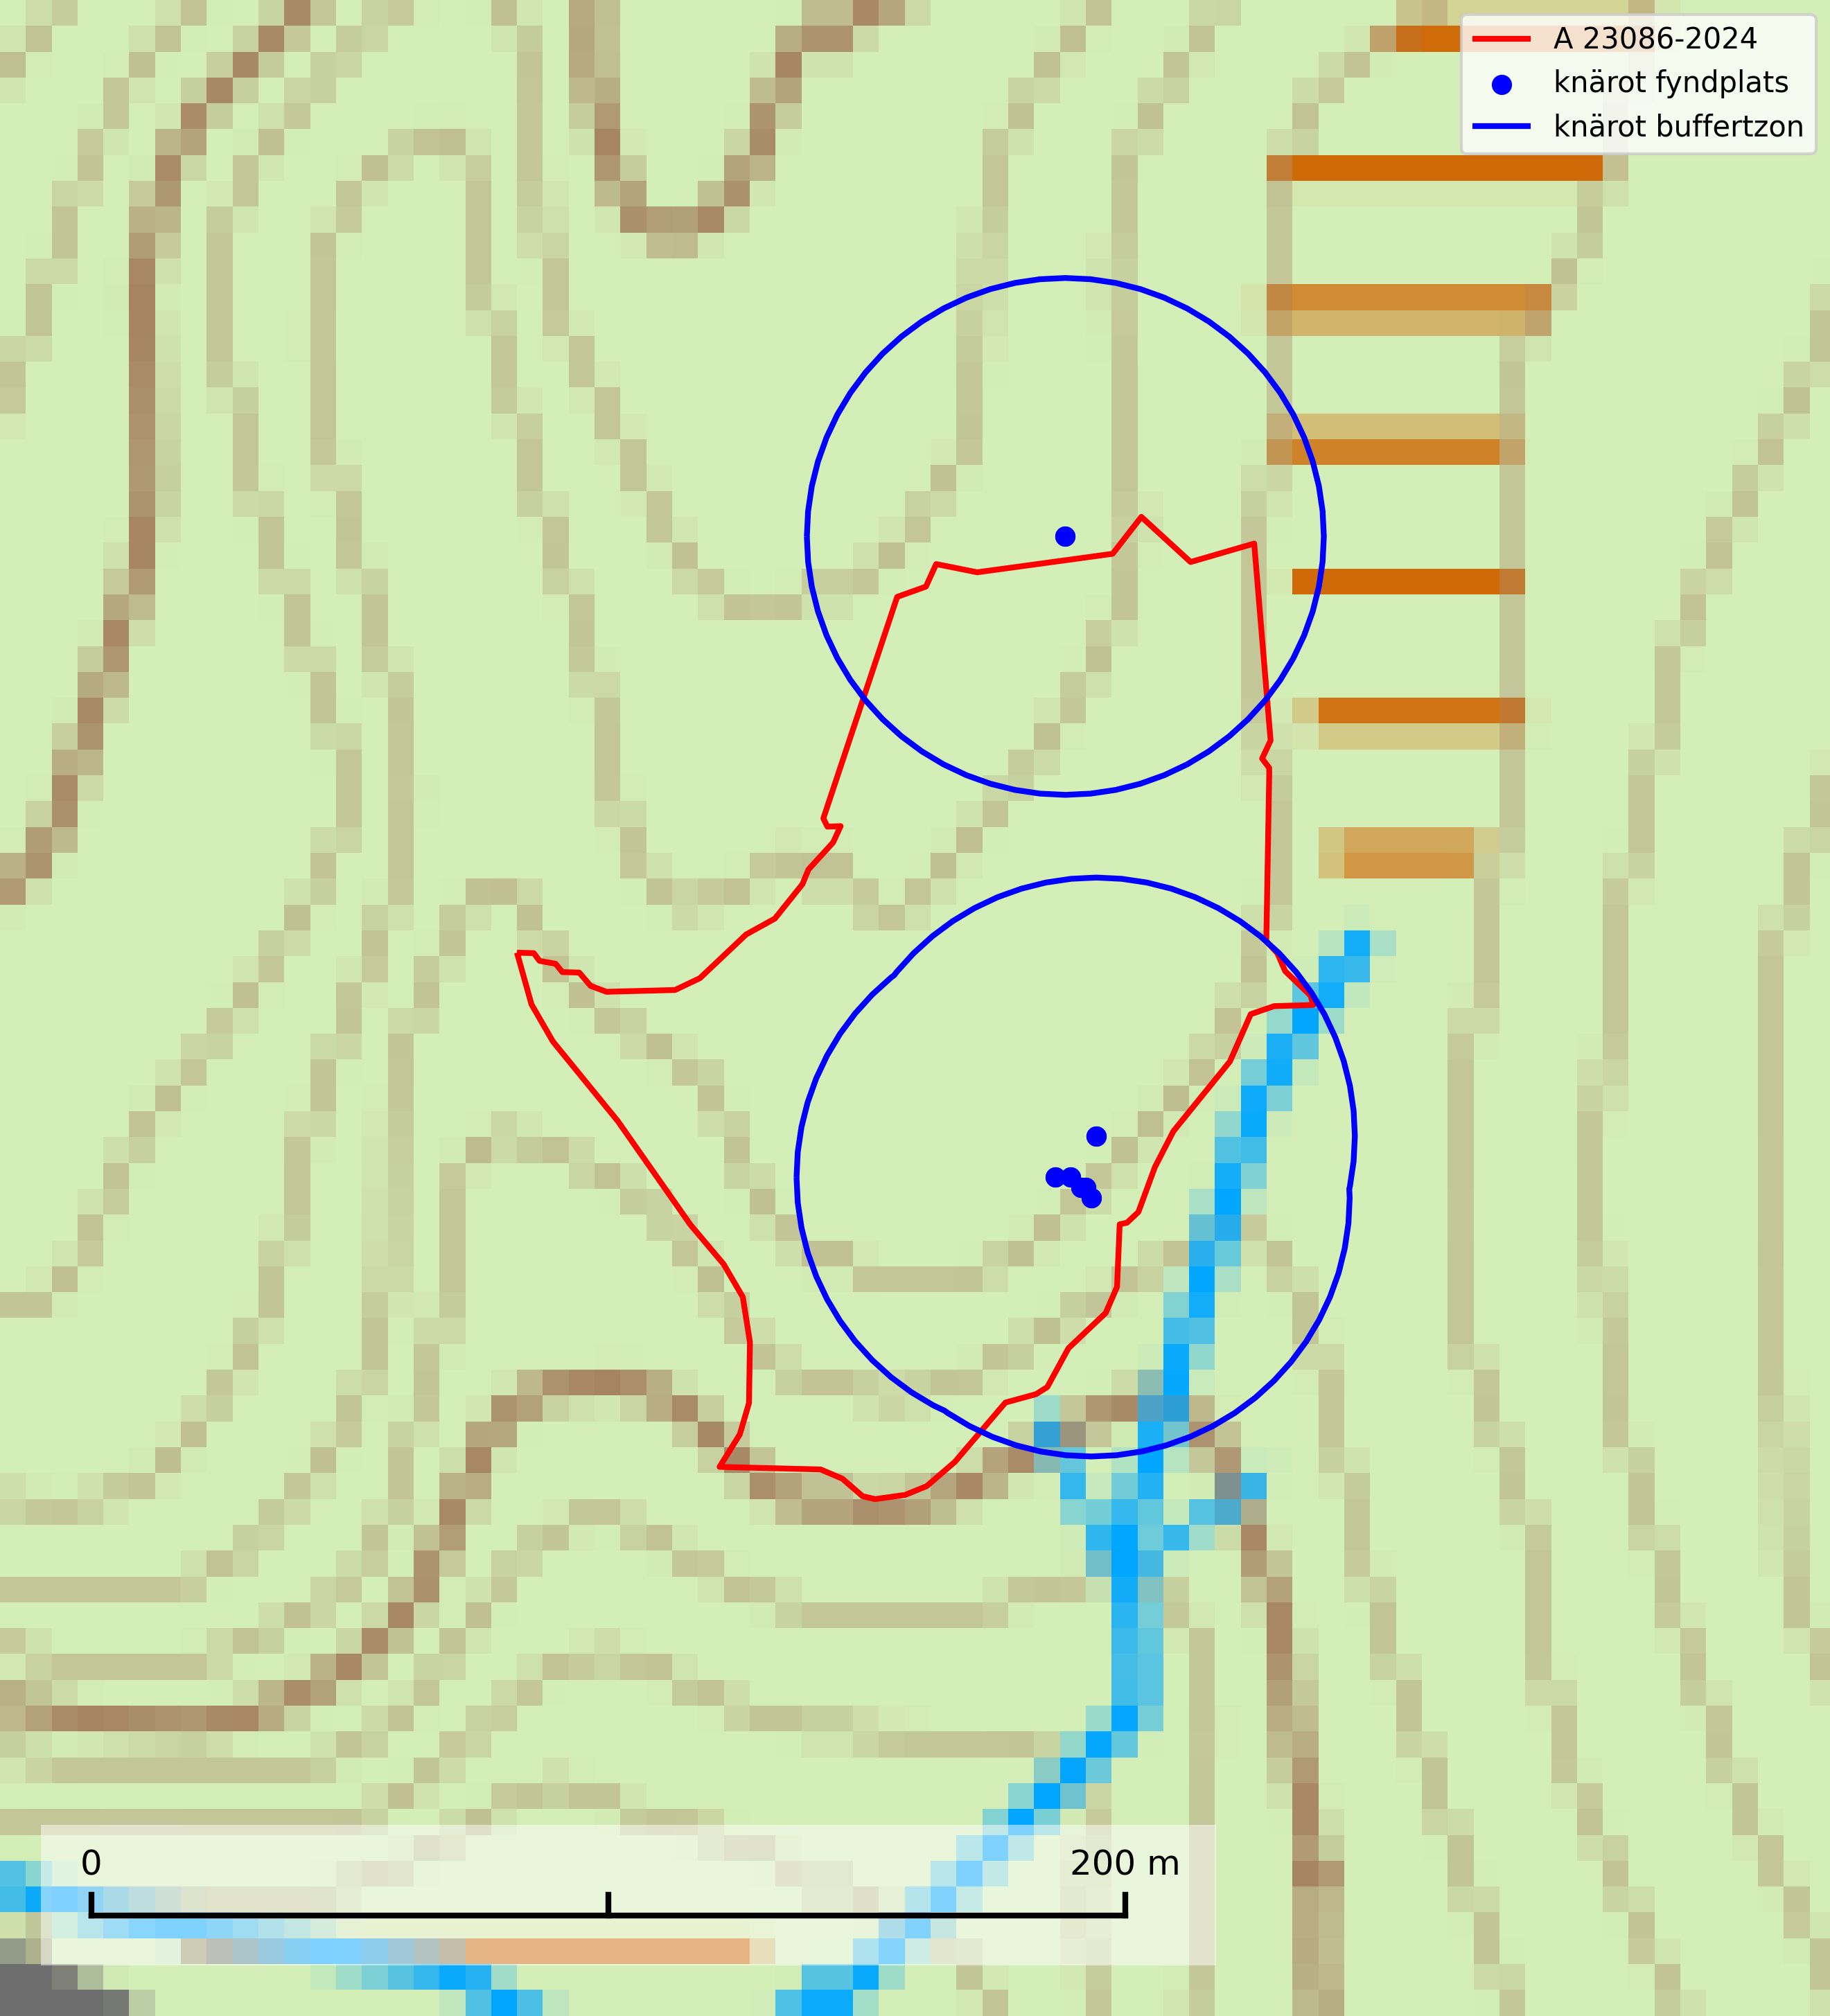 A 23086-2024
knärot fyndplats
knärot buffertzon
0
200 m